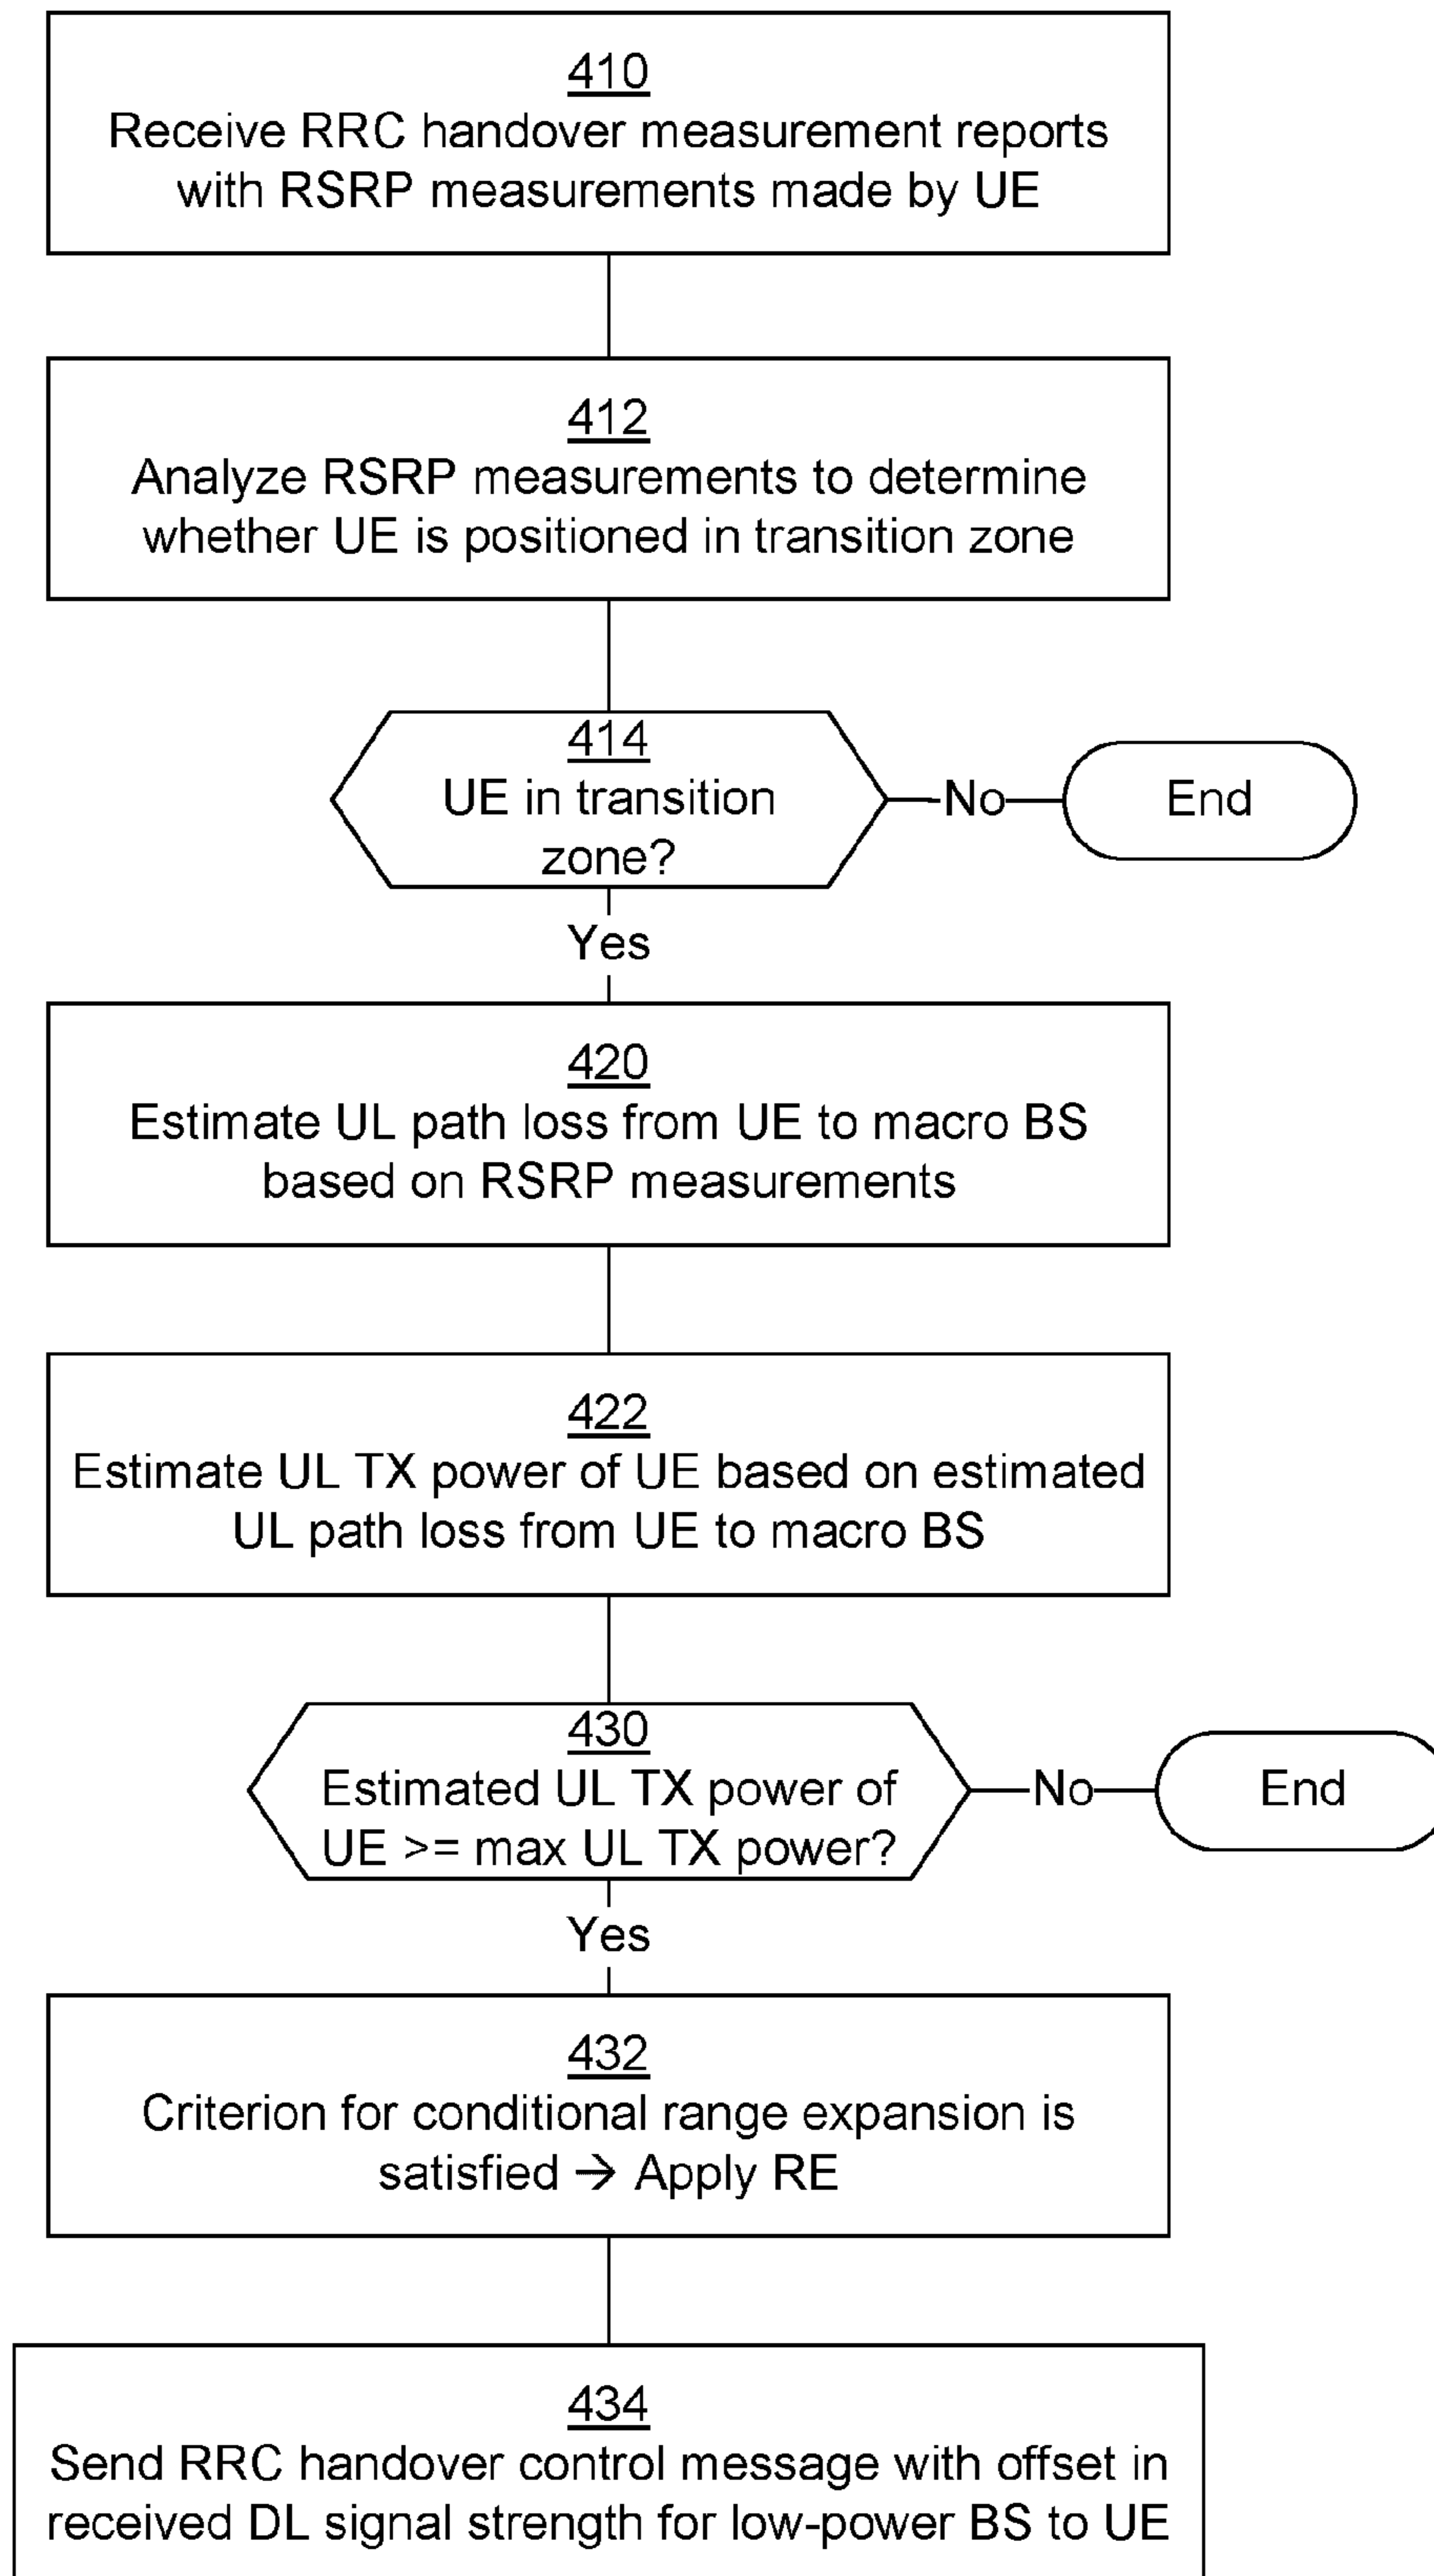 410
Receive RRC handover measurement reports
with RSRP measurements made by UE
412
Analyze RSRP measurements to determine
whether UE is positioned in transition zone
414
UE in transition
zone?
No
End
Yes
420
Estimate UL path loss from UE to macro BS
based on RSRP measurements
422
Estimate UL TX power of UE based on estimated
UL path loss from UE to macro BS
430
Estimated UL TX power of
UE >= max UL TX power?
No
End
Yes
432
Criterion for conditional range expansion is
satisfied → Apply RE
434
Send RRC handover control message with offset in
received DL signal strength for low-power BS to UE